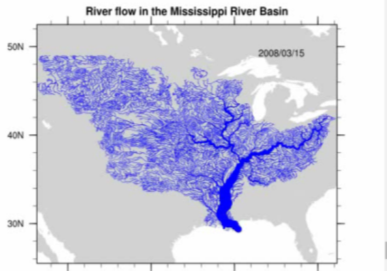 River flow in the Mississippi River Basin
2008/03/15
50N
40N
30N